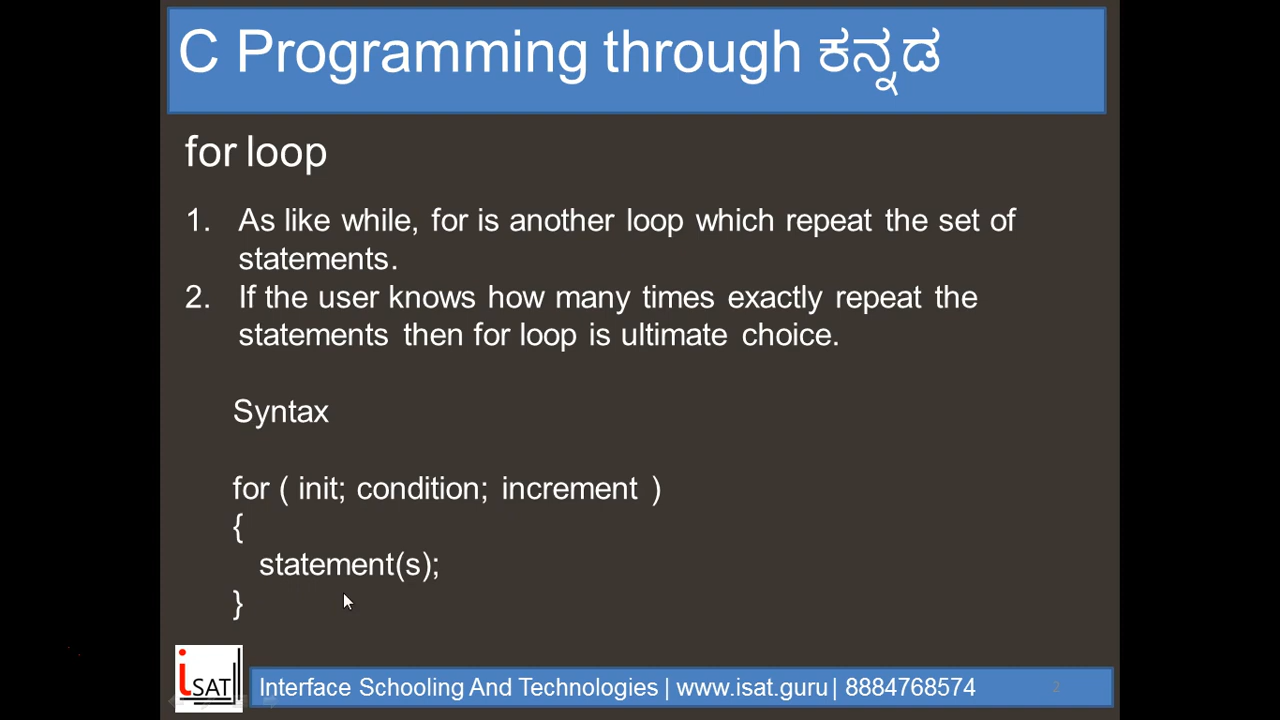 C Programming through ಕನ್ನಡ
for loop
1. As like while, for is another loop which repeat the set of
statements.
2. If the user knows how many times exactly repeat the
statements then for loop is ultimate choice.
Syntax
for ( init; condition; increment )
{
statement(s);
}
iSAT
Interface Schooling And Technologies | www.isat.guru | 8884768574
2